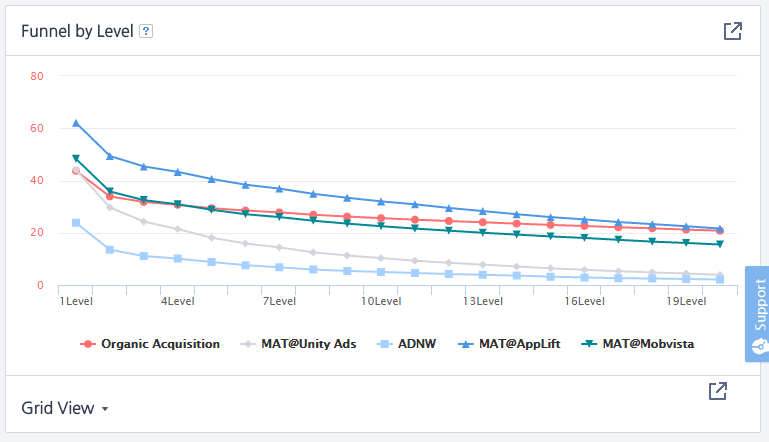 Funnel by Level ?
80
60
40
20
0
1Level 4Level 7Level 10Level 13Level 16Level 19Level
Organic Acquisition MAT@Unity Ads ADNW MAT@AppLift MAT@Mobvista
Support
Grid View